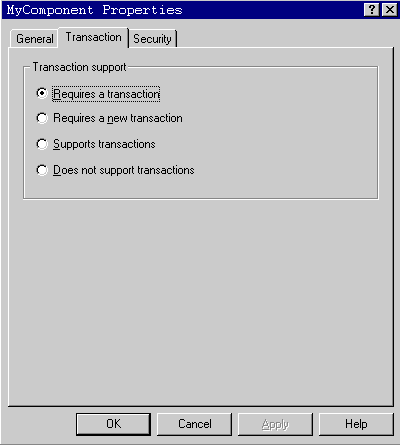 MyComponent Properties
General Transaction Security
Transaction support
Requires a transaction
Requires a new transaction
Supports transactions
Does not support transactions
OK Cancel Apply Help